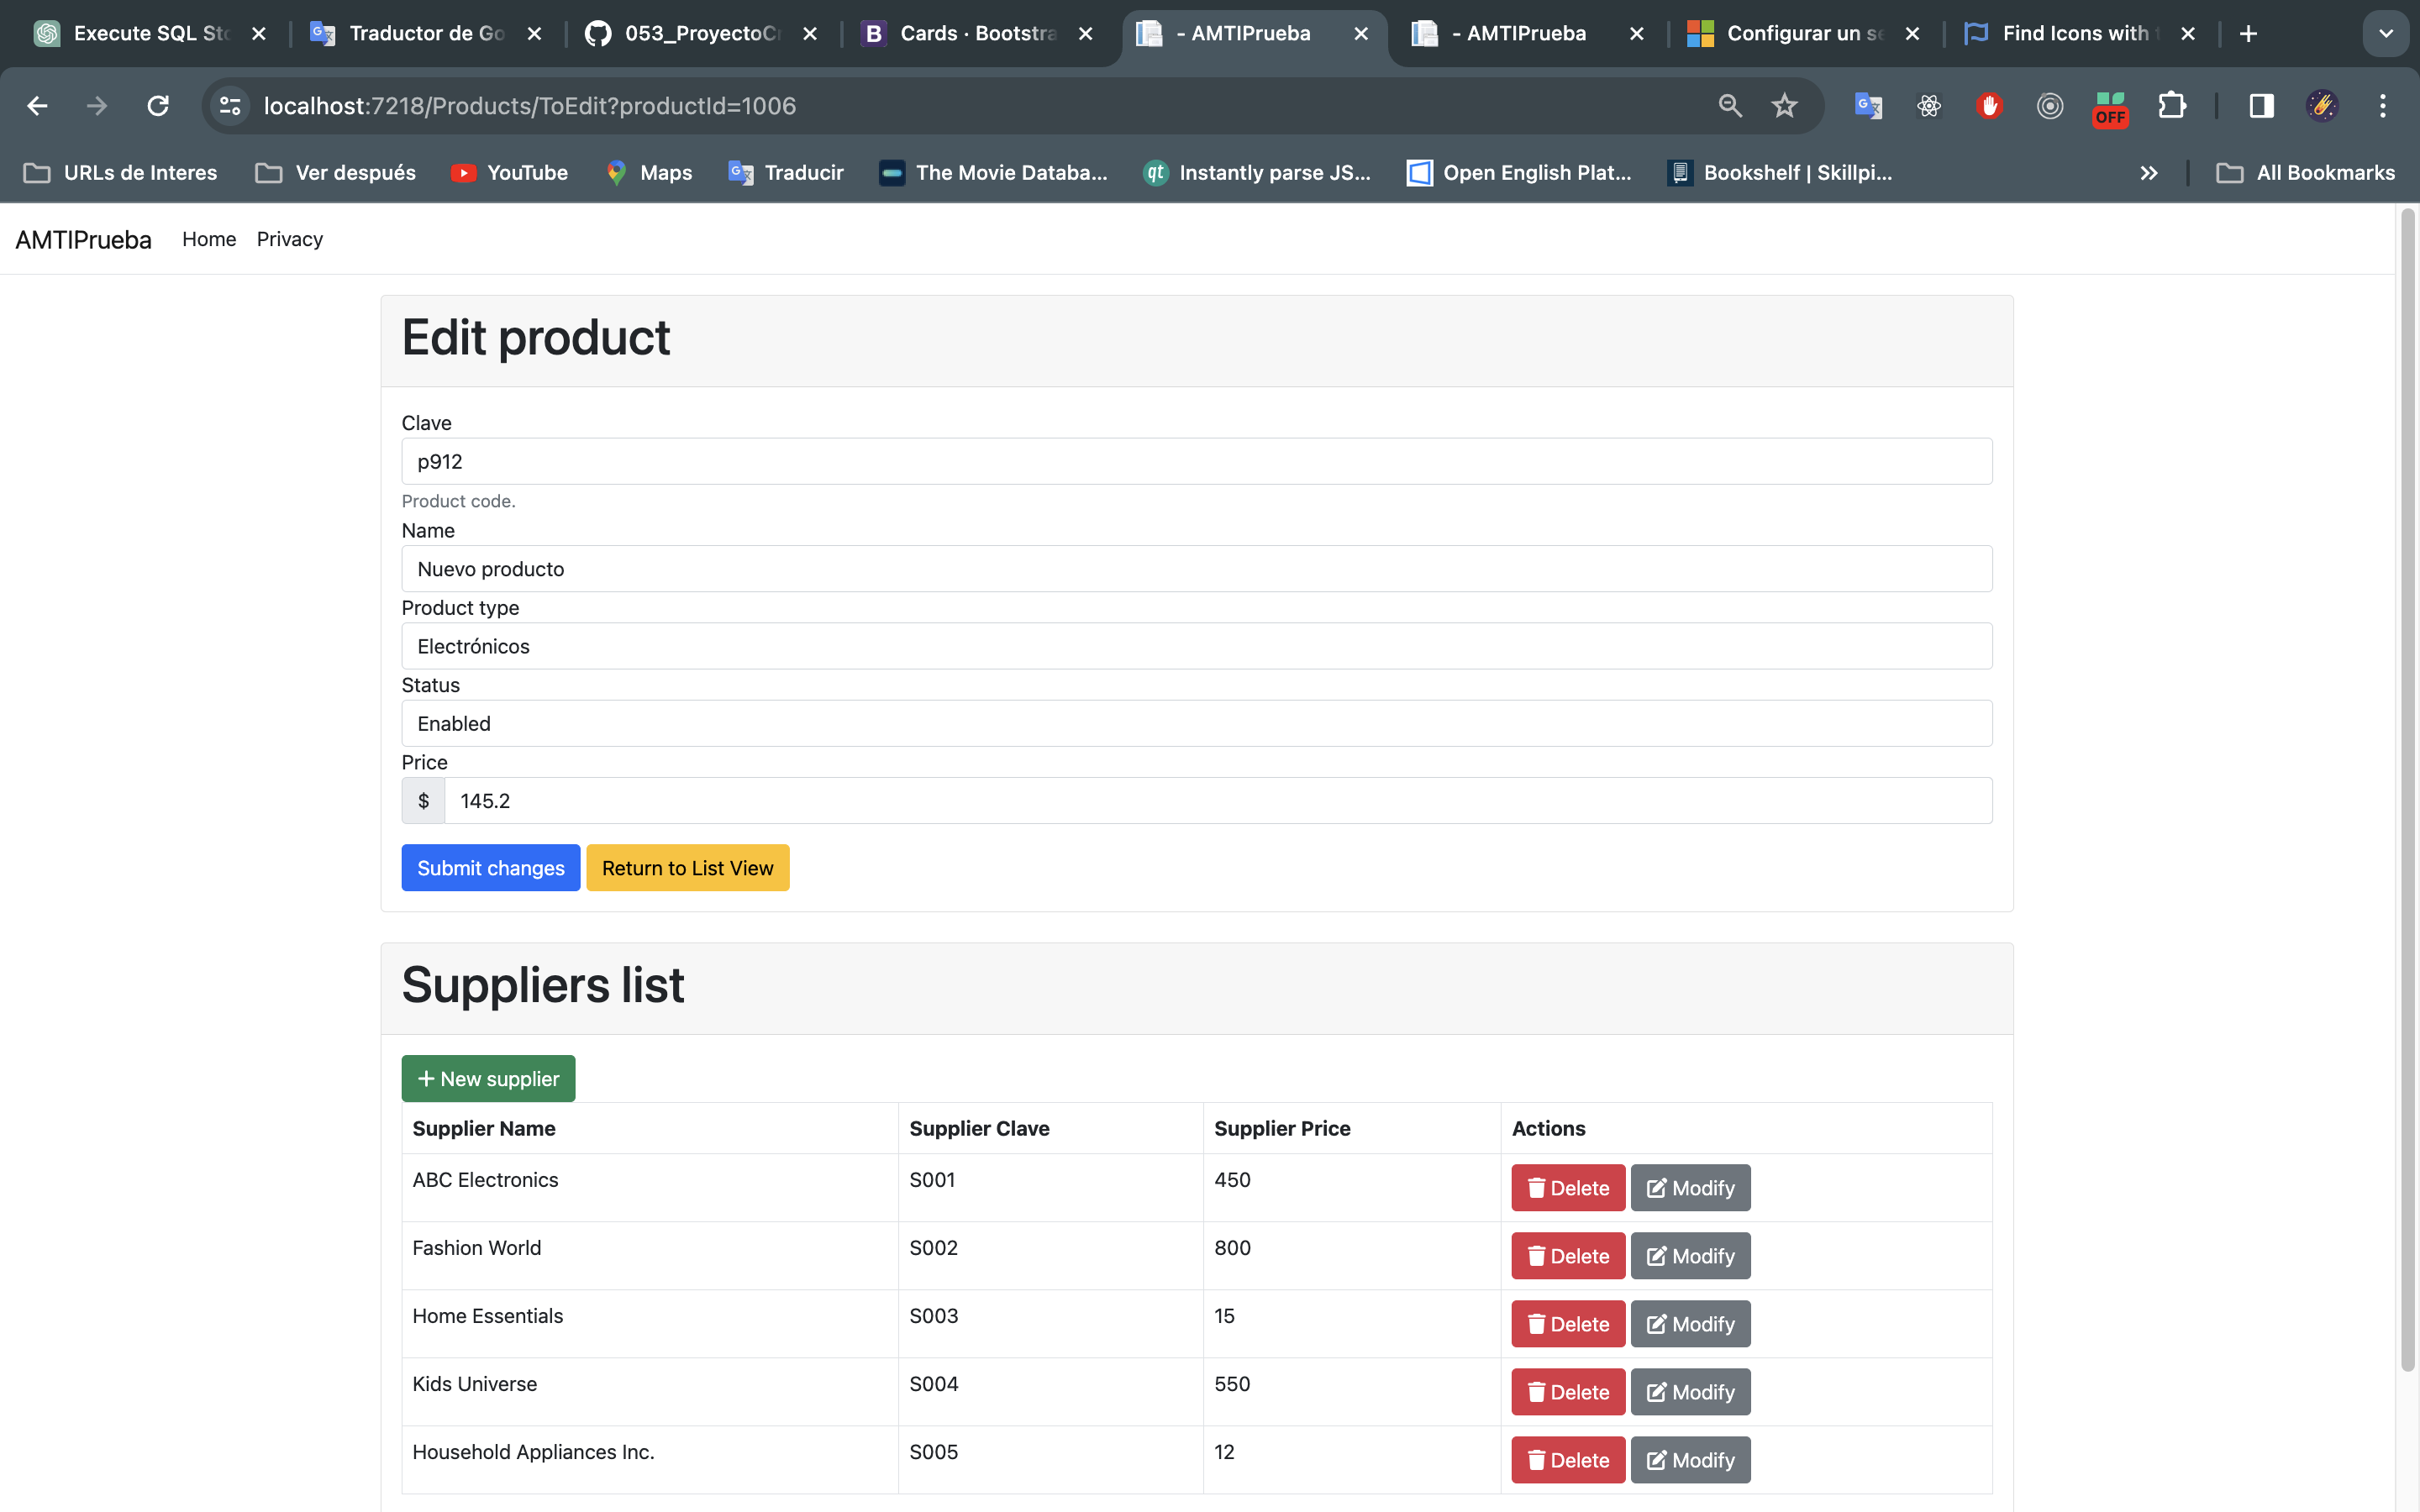 Execute SQL Sto
Traductor de Go
053_ProyectoCr
Cards · Bootstra
- AMTIPrueba
- AMTIPrueba
Configurar un se
Find Icons with t
localhost:7218/Products/ToEdit?productId=1006
OFF
URLs de Interes
Ver después
YouTube
Maps
Traducir
The Movie Databa...
Instantly parse JS...
Open English Plat...
Bookshelf | Skillpi...
All Bookmarks
AMTIPrueba
Home
Privacy
Edit product
Clave
p912
Product code.
Name
Nuevo producto
Product type
Electrónicos
Status
Enabled
Price
$ 145.2
Submit changes
Return to List View
Suppliers list
+ New supplier
Supplier Name Supplier Clave Supplier Price Actions
ABC Electronics S001 450 Delete Modify
Fashion World S002 800 Delete Modify
Home Essentials S003 15 Delete Modify
Kids Universe S004 550 Delete Modify
Household Appliances Inc. S005 12 Delete Modify